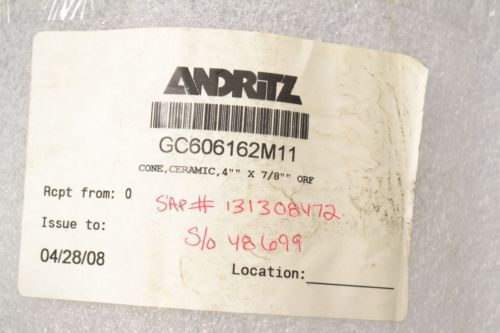 ANDRITZ
GC606162M11
CONE,CERAMIC,4"" X 7/8"" ORF
Rcpt from: 0
SAP# 131308472
Issue to:
S/o 48699
04/28/08
Location: